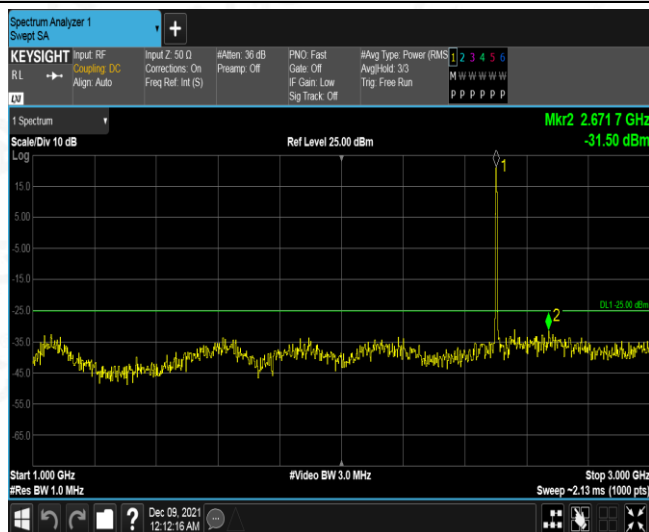 Spectrum Analyzer 1
Swept SA
+
KEYSIGHT
RL
LXI
Input: RF
Coupling: DC
Align: Auto
Input Z: 50 Ω
Corrections: On
Freq Ref: Int (S)
#Atten: 36 dB
Preamp: Off
PNO: Fast
Gate: Off
IF Gain: Low
Sig Track: Off
#Avg Type: Power (RMS
Avg|Hold: 3/3
Trig: Free Run
1 2 3 4 5 6
M W W W W W
P P P P P P
1 Spectrum
Scale/Div 10 dB
Ref Level 25.00 dBm
Mkr2 2.671 7 GHz
-31.50 dBm
Log
15.0
5.00
-5.00
-15.0
-25.0
-35.0
-45.0
-55.0
-65.0
1
DL1 -25.00 dBm
2
Start 1.000 GHz
#Res BW 1.0 MHz
#Video BW 3.0 MHz
Stop 3.000 GHz
Sweep ~2.13 ms (1000 pts)
?
Dec 09, 2021
12:12:16 AM